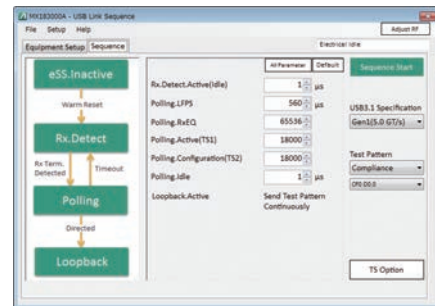 MX183000A - USB Link Sequence
File Setup Help
Adjust RF
Equipment Setup Sequence
Electrical Idle
All Parameter Default
Sequence Start
eSS.Inactive
Warm Reset
Rx.Detect
Rx Term. Detected
Timeout
Polling
Directed
Loopback
Rx.Detect.Active(Idle) 1 μs
Polling.LFPS 560 μs
Polling.RxEQ 65536
Polling.Active(TS1) 18000
Polling.Configuration(TS2) 18000
Polling.Idle 1 μs
Loopback.Active Send Test Pattern
Continuously
USB3.1 Specification
Gen1(5.0 GT/s)
Test Pattern
Compliance
CP0 D0.0
TS Option